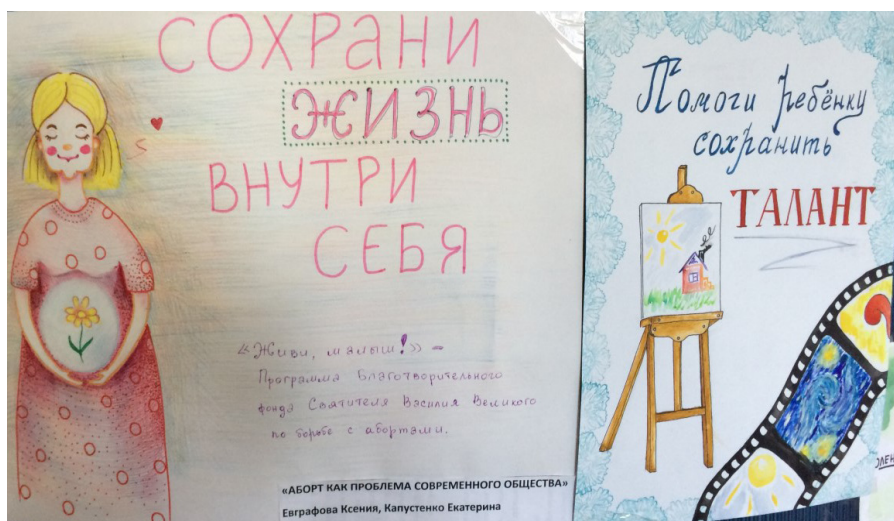 СОХРАНИ
ЖИЗНЬ
ВНУТРИ
СЕБЯ
«Живи, малыш!» –
Программа Благотворительного
фонда Святителя Василия Великого
по борьбе с абортами.
«АБОРТ КАК ПРОБЛЕМА СОВРЕМЕННОГО ОБЩЕСТВА»
Евграфова Ксения, Капустенко Екатерина
Помоги ребёнку
сохранить
ТАЛАНТ